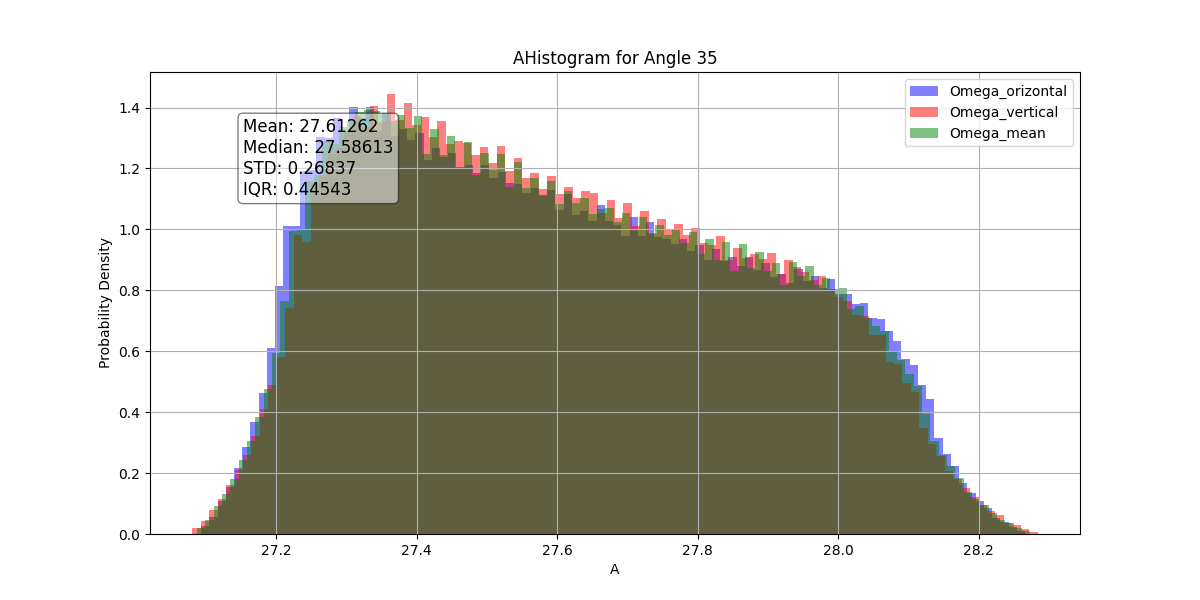 AHistogram for Angle 35
Omega_orizontal
Omega_vertical
Omega_mean
Mean: 27.61262
Median: 27.58613
STD: 0.26837
IQR: 0.44543
Probability Density
1.4
1.2
1.0
0.8
0.6
0.4
0.2
0.0
27.2 27.4 27.6 27.8 28.0 28.2
A